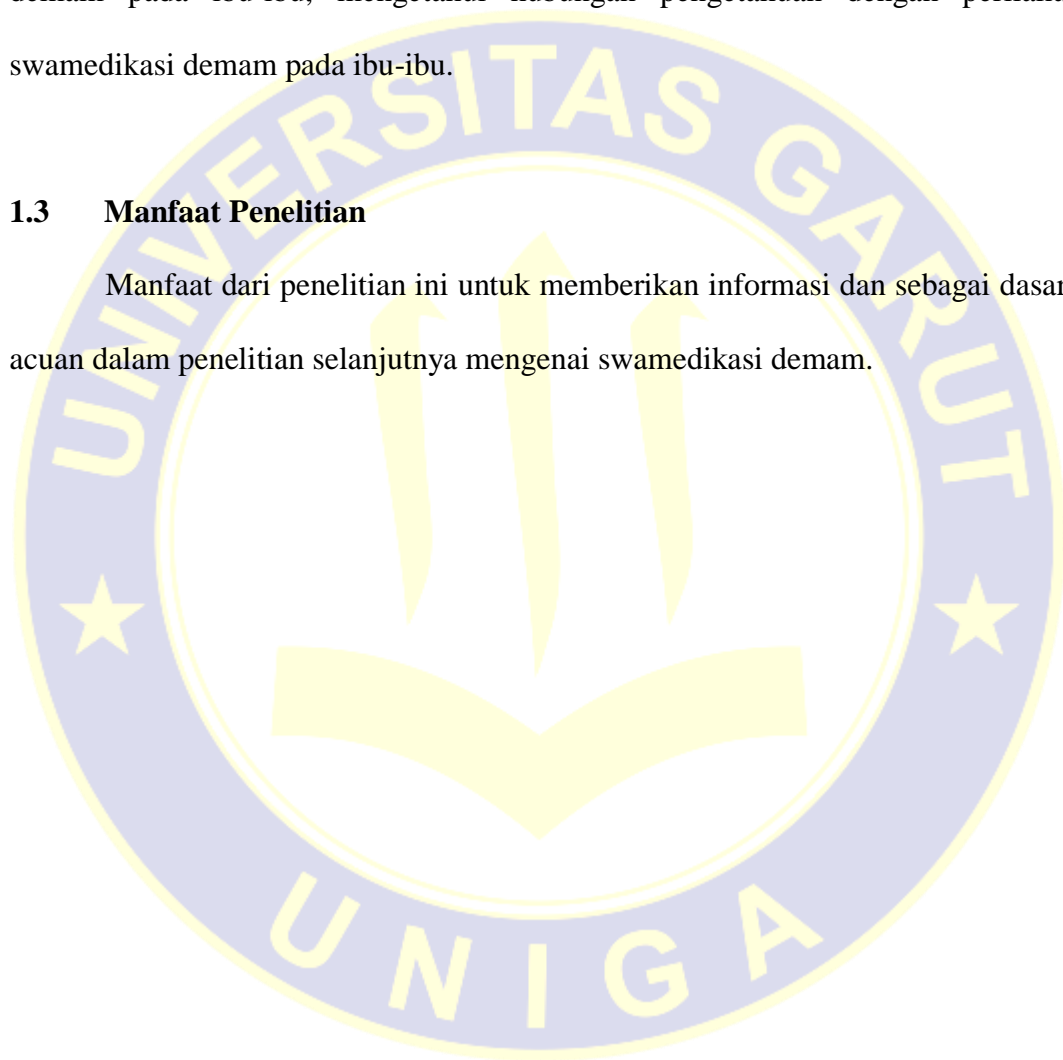 demam pada ibu-ibu, mengetahui hubungan pengetahuan dengan perilaku
swamedikasi demam pada ibu-ibu.
1.3 Manfaat Penelitian
Manfaat dari penelitian ini untuk memberikan informasi dan sebagai dasar
acuan dalam penelitian selanjutnya mengenai swamedikasi demam.
UNIVERSITAS GARUT
UNIGA